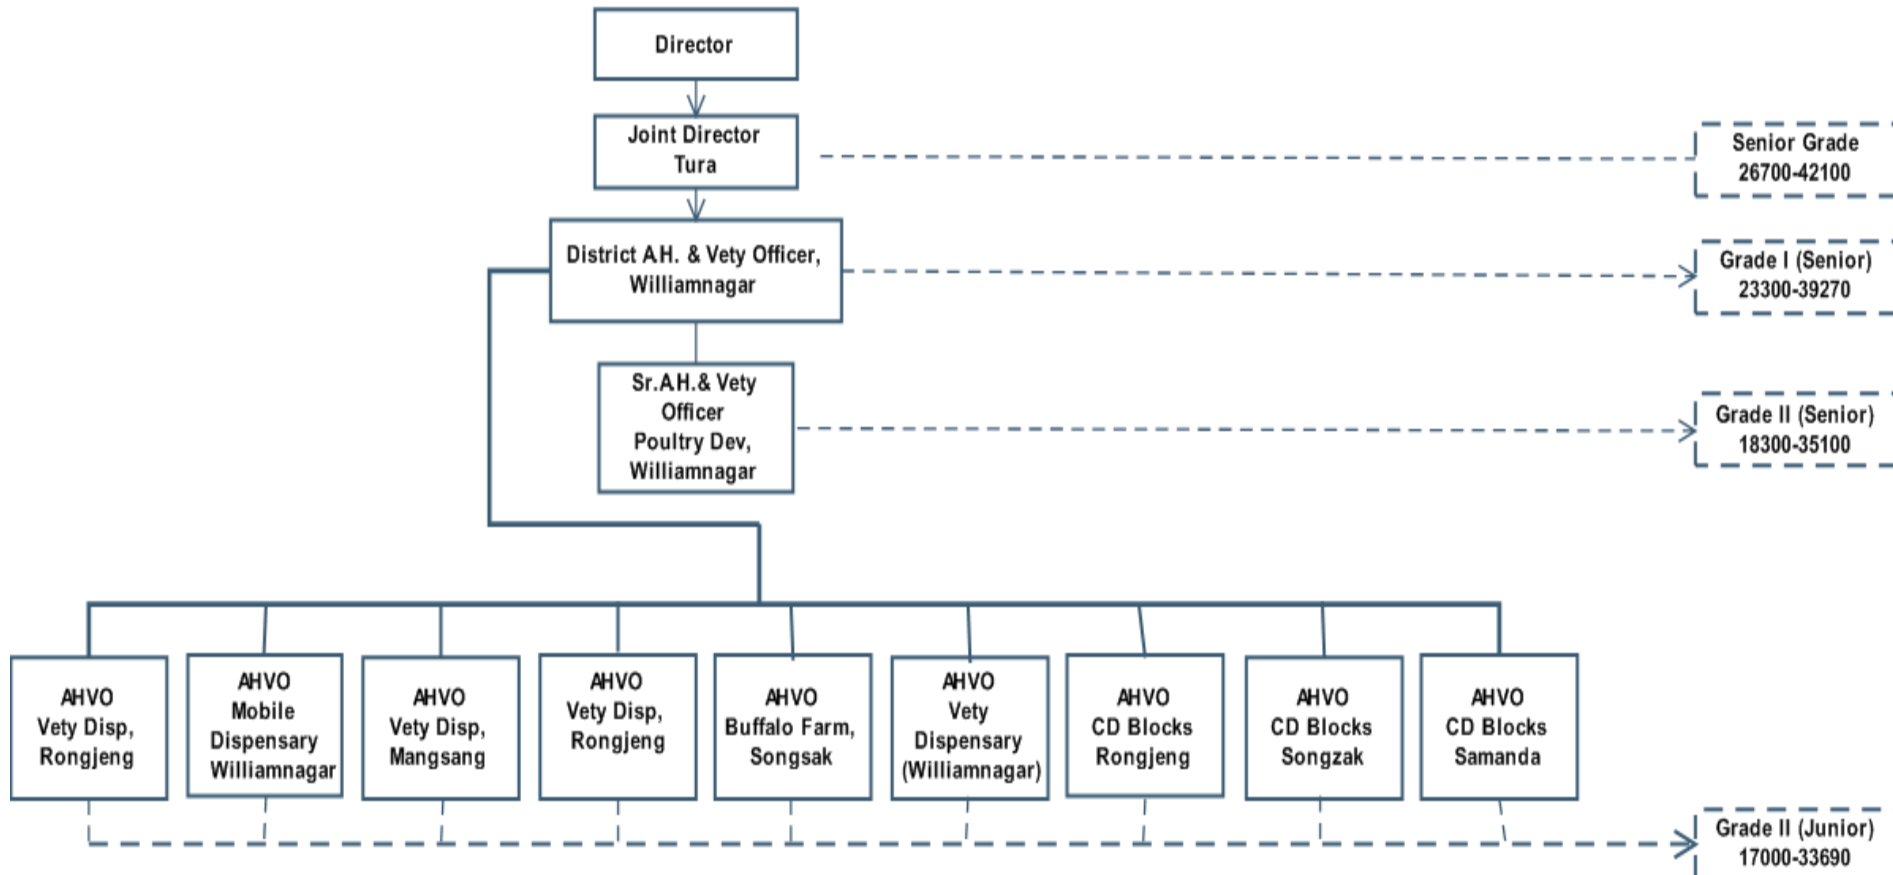 Director
Joint Director
Tura
Senior Grade
26700-42100
District A.H. & Vety Officer,
Williamnagar
Grade I (Senior)
23300-39270
Sr.A.H.& Vety
Officer
Poultry Dev,
Williamnagar
Grade II (Senior)
18300-35100
AHVO
Vety Disp,
Rongjeng
AHVO
Mobile
Dispensary
Williamnagar
AHVO
Vety Disp,
Mangsang
AHVO
Vety Disp,
Rongjeng
AHVO
Buffalo Farm,
Songsak
AHVO
Vety
Dispensary
(Williamnagar)
AHVO
CD Blocks
Rongjeng
AHVO
CD Blocks
Songzak
AHVO
CD Blocks
Samanda
Grade II (Junior)
17000-33690